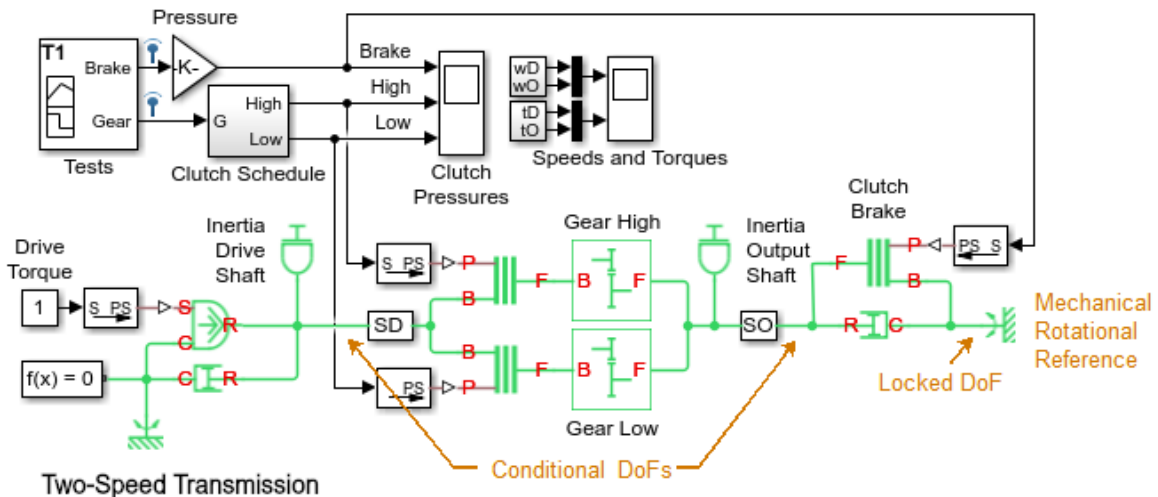 Pressure
T1
Brake
Gear
Tests
-K-
G
High
Low
Clutch Schedule
Brake
High
Low
Clutch
Pressures
wD
wO
tD
tO
Speeds and Torques
Clutch
Brake
PS S
P
F
B
Drive
Torque
1
S PS
S
R
C
f(x) = 0
C
R
Inertia
Drive
Shaft
SD
S PS
P
B
F
B
F
Gear High
PS
B
P
F
B
F
Gear Low
Inertia
Output
Shaft
SO
R
C
Mechanical
Rotational
Reference
Locked DoF
Conditional DoFs
Two-Speed Transmission